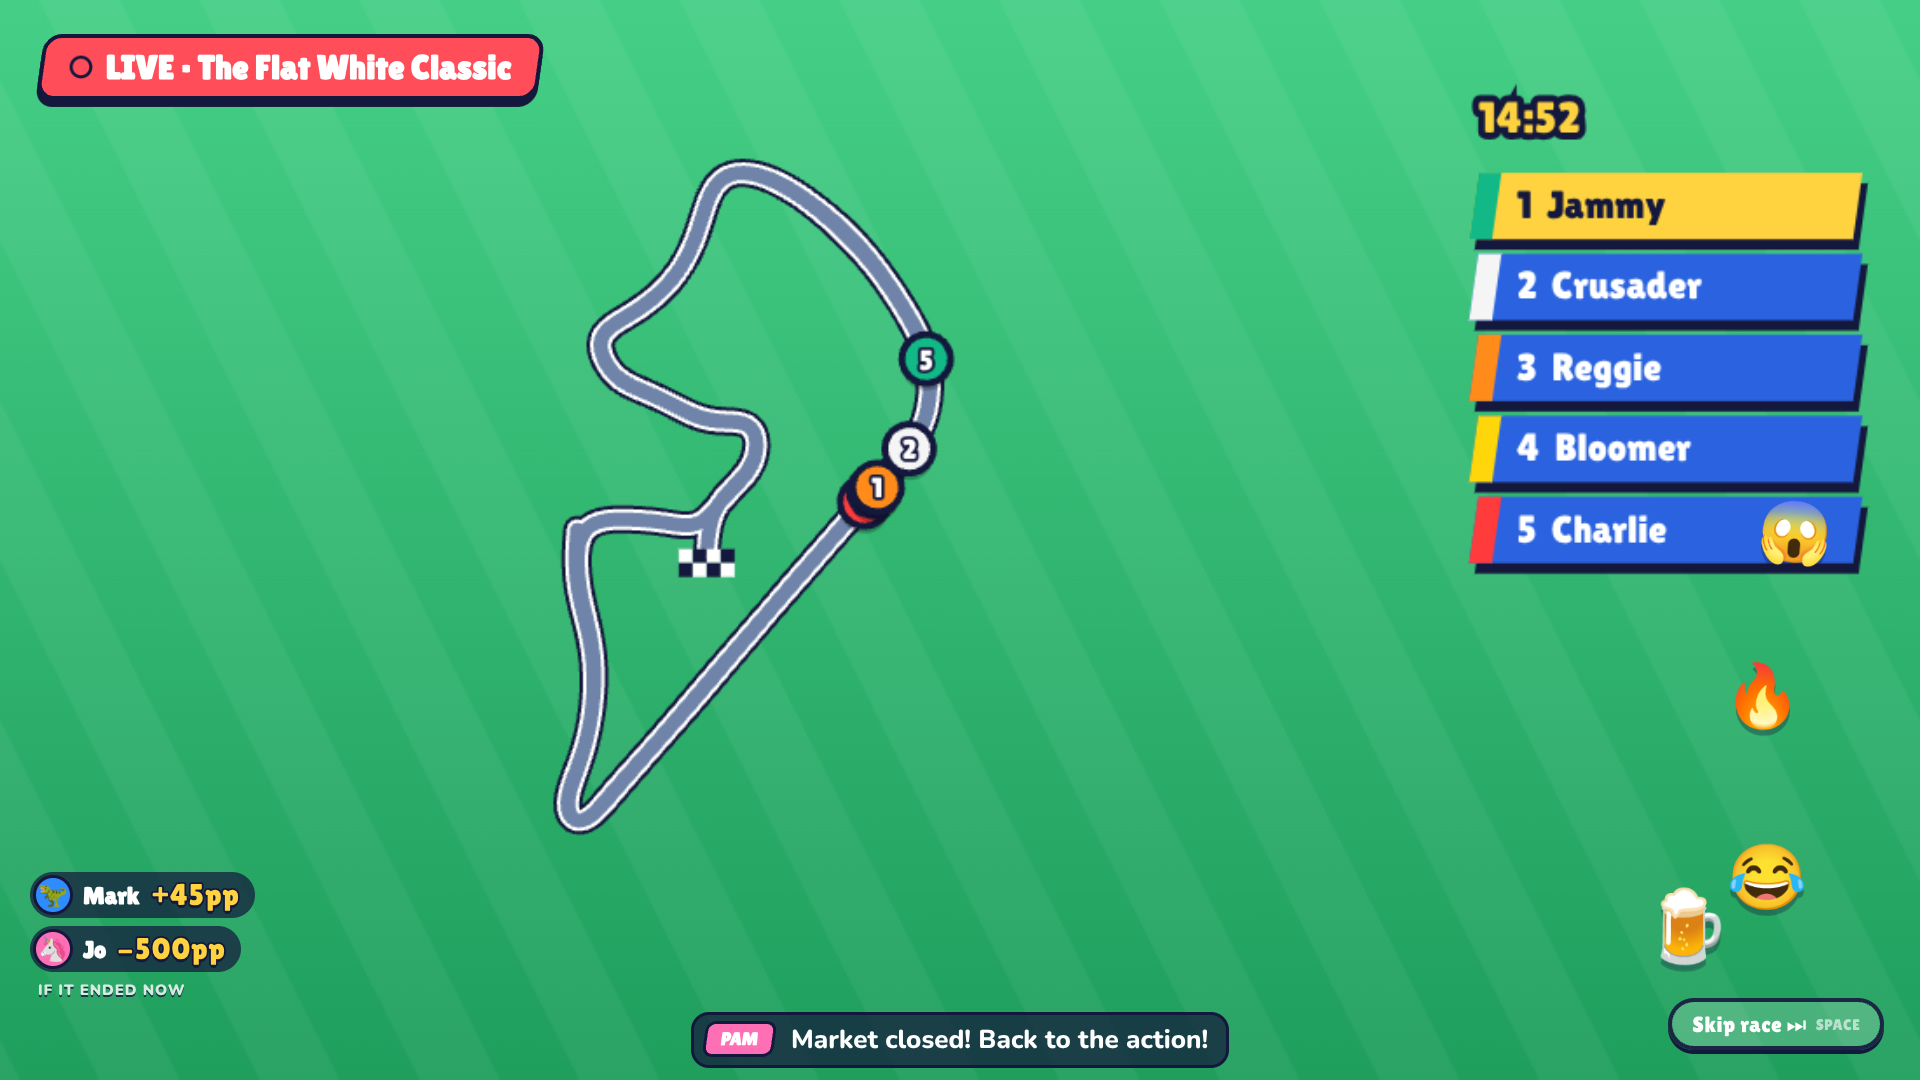 LIVE · The Flat White Classic
14:52
1 Jammy
2 Crusader
3 Reggie
4 Bloomer
5 Charlie
5
2
1
Mark +45pp
Jo -500pp
IF IT ENDED NOW
PAM Market closed! Back to the action!
Skip race SPACE